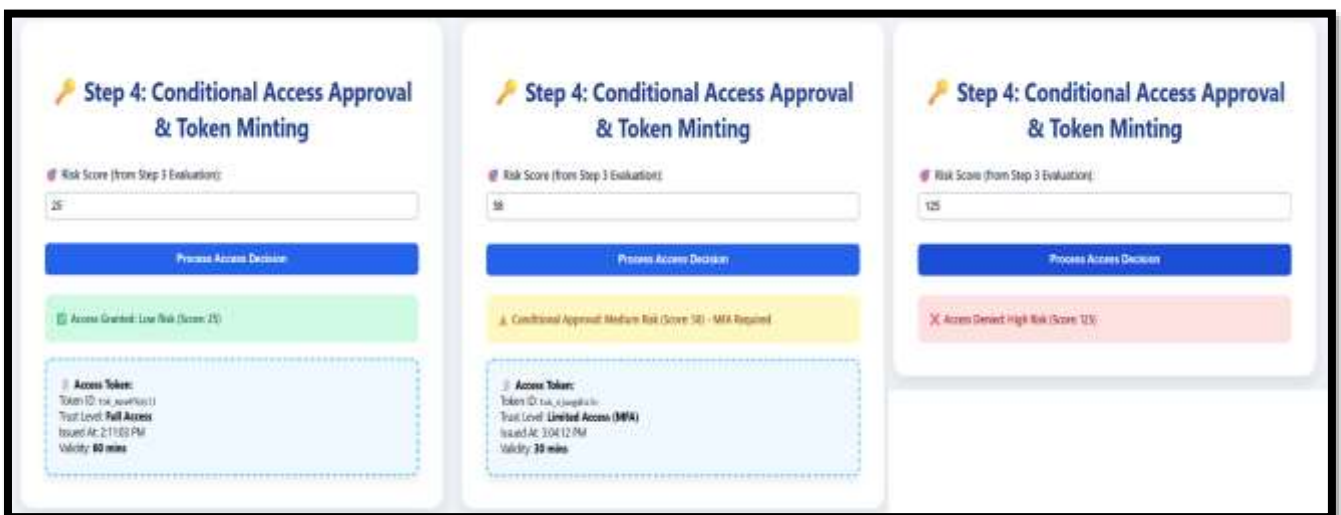 Step 4: Conditional Access Approval
& Token Minting
Risk Score (from Step 3 Evaluation):
25
Process Access Decision
Access Granted: Low Risk (Score 25)
Access Token:
Token ID:
Trust Level: Full Access
Issued At: 2:11:03 PM
Validity: 60 mins
Step 4: Conditional Access Approval
& Token Minting
Risk Score (from Step 3 Evaluation):
58
Process Access Decision
Conditional Approval: Medium Risk (Score 58) - MFA Required
Access Token:
Token ID:
Trust Level: Limited Access (MFA)
Issued At: 3:04:12 PM
Validity: 30 mins
Step 4: Conditional Access Approval
& Token Minting
Risk Score (from Step 3 Evaluation):
125
Process Access Decision
Access Denied: High Risk (Score 125)